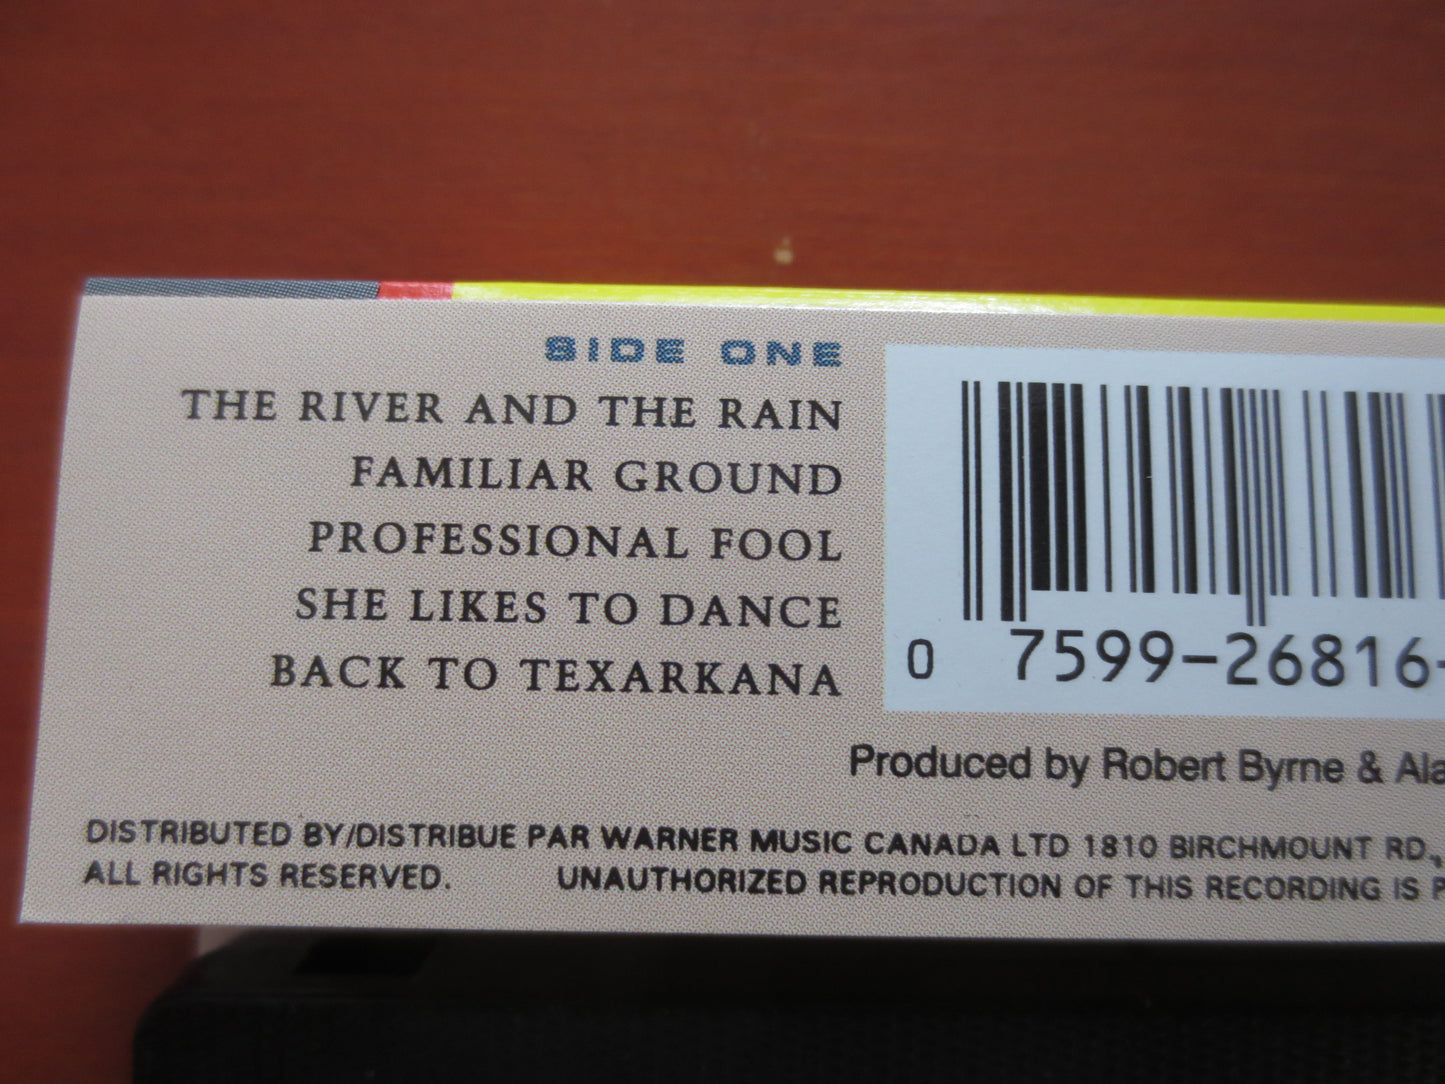 SIDE ONE
THE RIVER AND THE RAIN
FAMILIAR GROUND
PROFESSIONAL FOOL
SHE LIKES TO DANCE
BACK TO TEXARKANA
0 7599-26816-
Produced by Robert Byrne & Ala
DISTRIBUTED BY/DISTRIBUE PAR WARNER MUSIC CANADA LTD 1810 BIRCHMOUNT RD.,
ALL RIGHTS RESERVED. UNAUTHORIZED REPRODUCTION OF THIS RECORDING IS